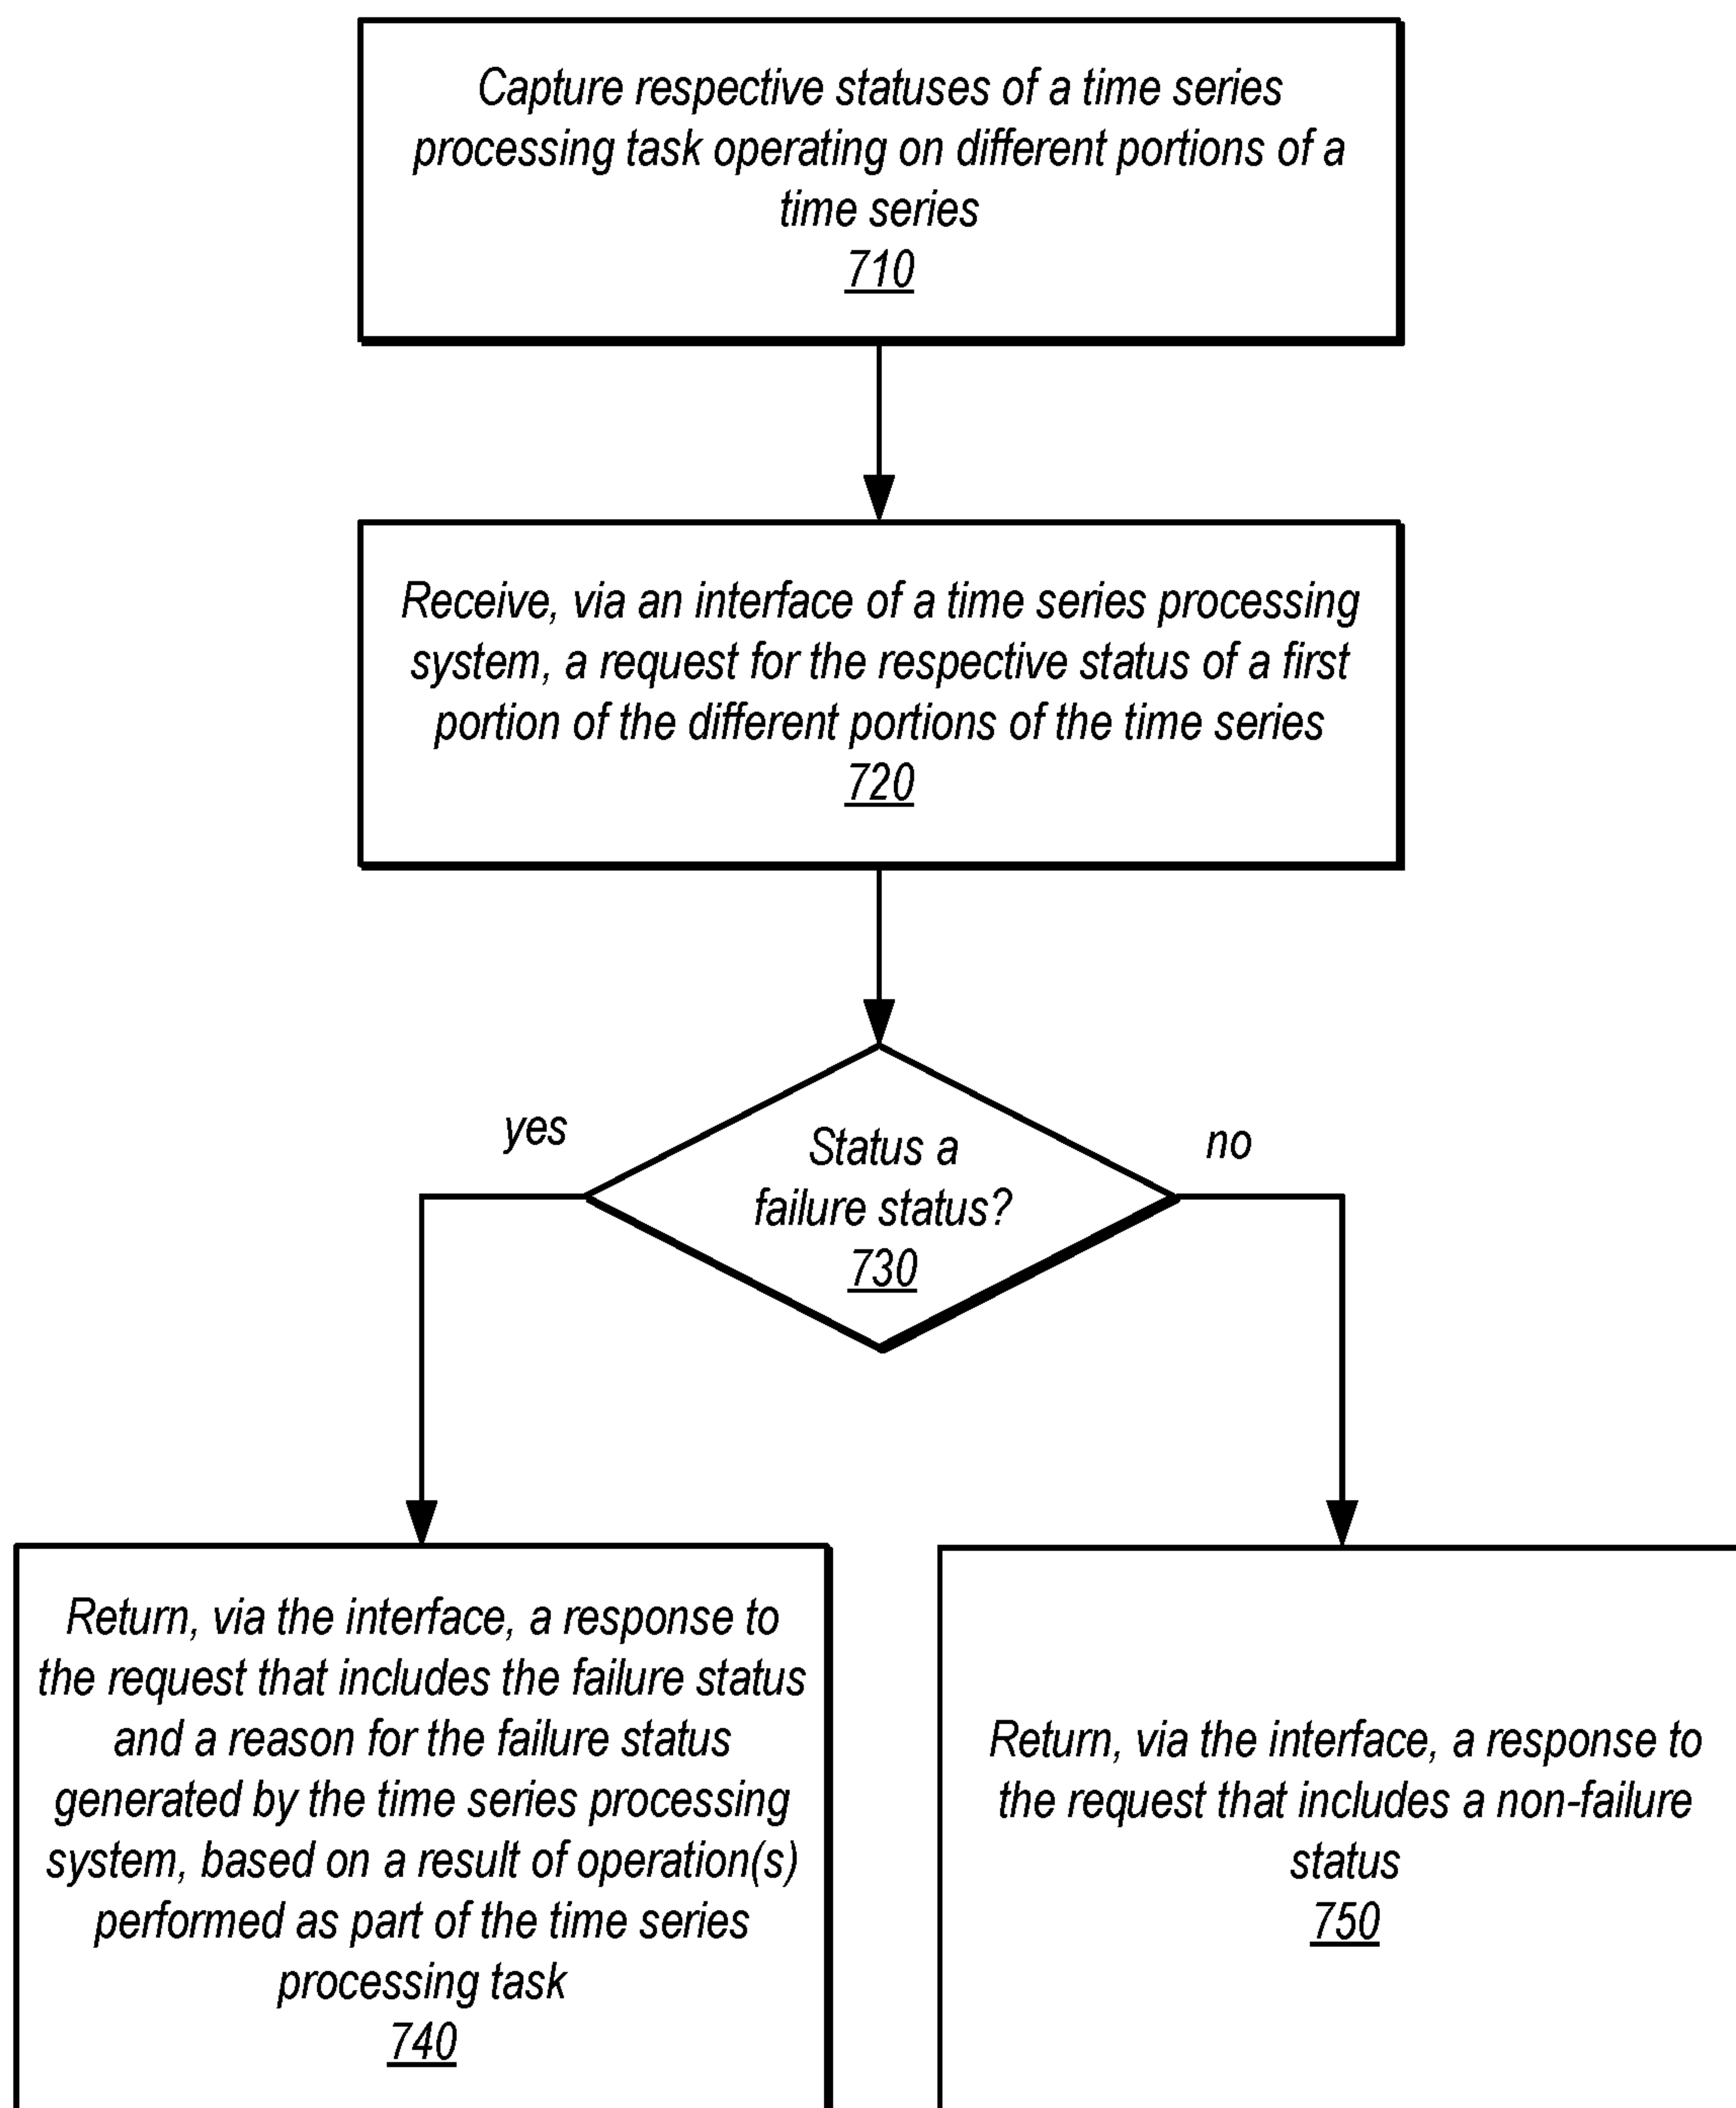 Capture respective statuses of a time series
processing task operating on different portions of a
time series
710
Receive, via an interface of a time series processing
system, a request for the respective status of a first
portion of the different portions of the time series
720
yes
no
Status a
failure status?
730
Return, via the interface, a response to
the request that includes the failure status
and a reason for the failure status
generated by the time series processing
system, based on a result of operation(s)
performed as part of the time series
processing task
740
Return, via the interface, a response to
the request that includes a non-failure
status
750